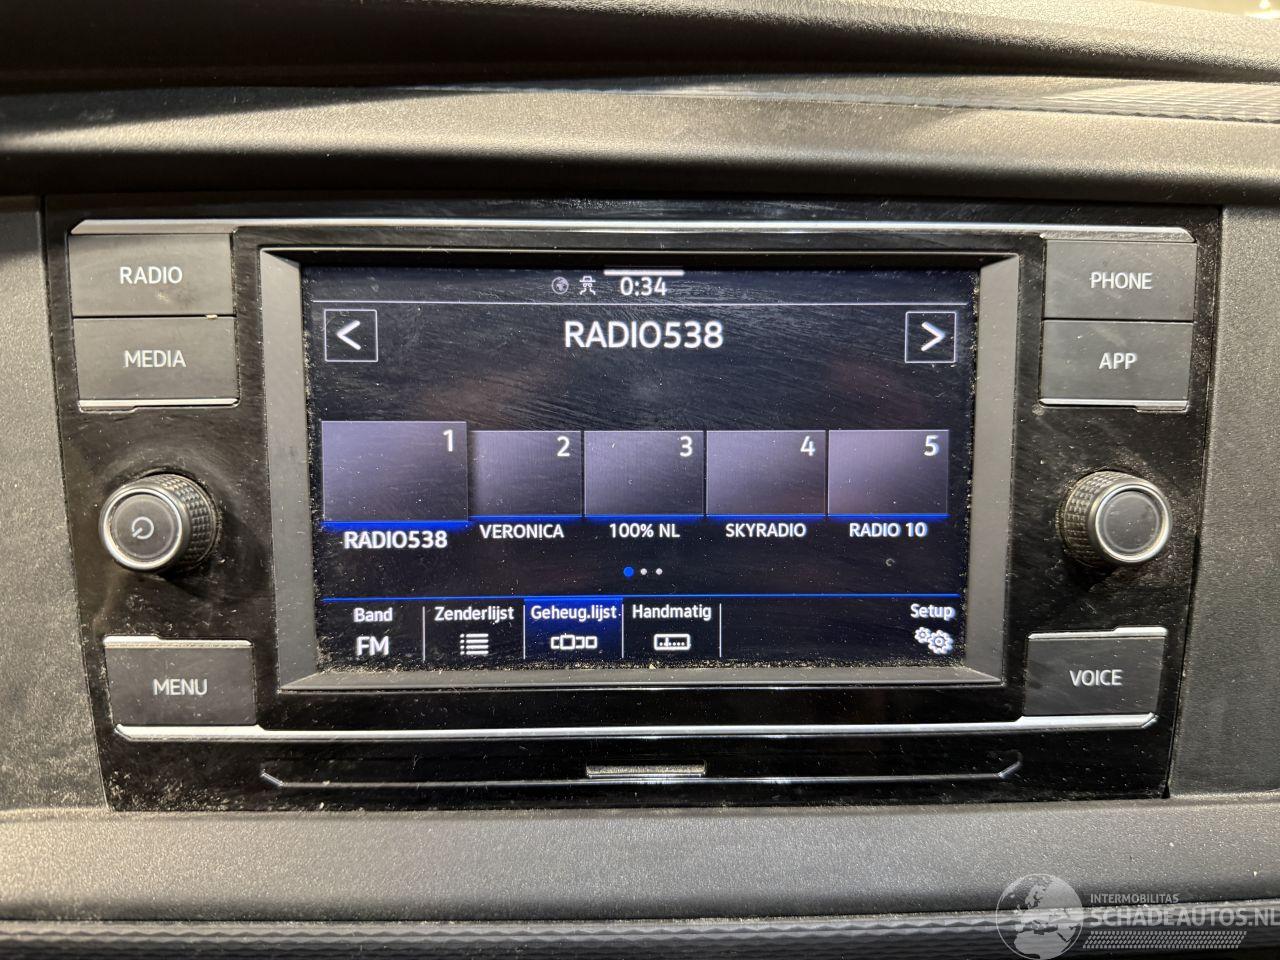 RADIO
MEDIA
MENU
0:34
<
RADIO538
>
1
2
3
4
5
RADIO538
VERONICA
100% NL
SKYRADIO
RADIO 10
Band
FM
Zenderlijst
Geheug.lijst
Handmatig
Setup
PHONE
APP
VOICE
INTERMOBILITAS
SCHADEAUTOS.NL